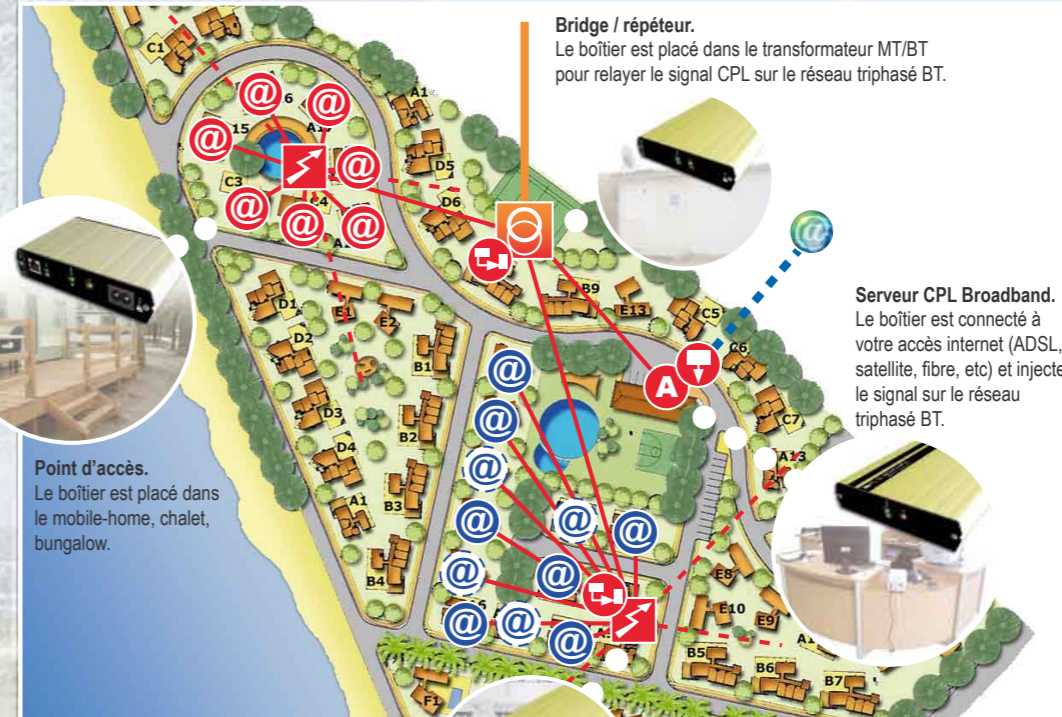 Bridge / répéteur.
Le boîtier est placé dans le transformateur MT/BT
pour relayer le signal CPL sur le réseau triphasé BT.
Serveur CPL Broadband.
Le boîtier est connecté à
votre accès internet (ADSL,
satellite, fibre, etc) et injecte
le signal sur le réseau
triphasé BT.
Point d'accès.
Le boîtier est placé dans
le mobile-home, chalet,
bungalow.
C1
@
@
@
@
@
@
@
15
C3
C4
A1
D5
D6
B9
E13
C5
C6
C7
A13
@
A
D1
D2
D3
D4
A1
E1
E2
B1
B2
B3
B4
@
@
@
@
@
@
@
@
@
@
@
E8
E9
E10
B5
B6
B7
F1